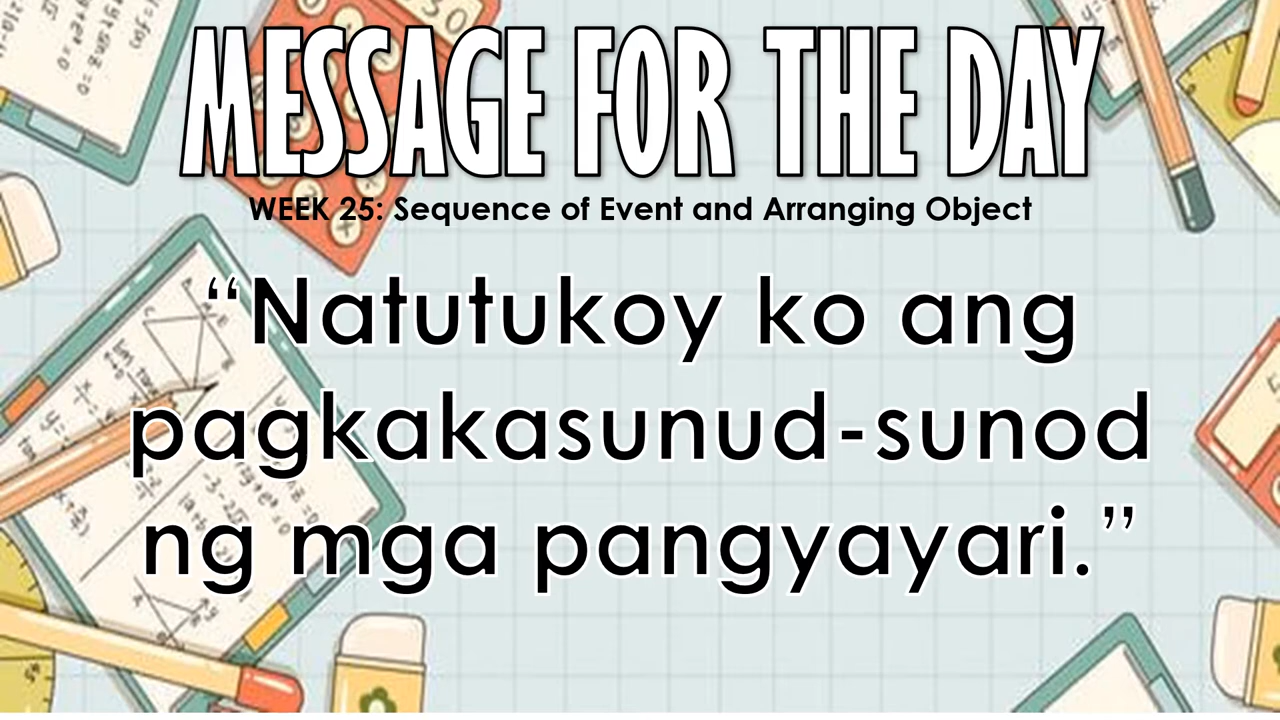 MESSAGE FOR THE DAY
WEEK 25: Sequence of Event and Arranging Object
“Natutukoy ko ang
pagkakasunud-sunod
ng mga pangyayari.”